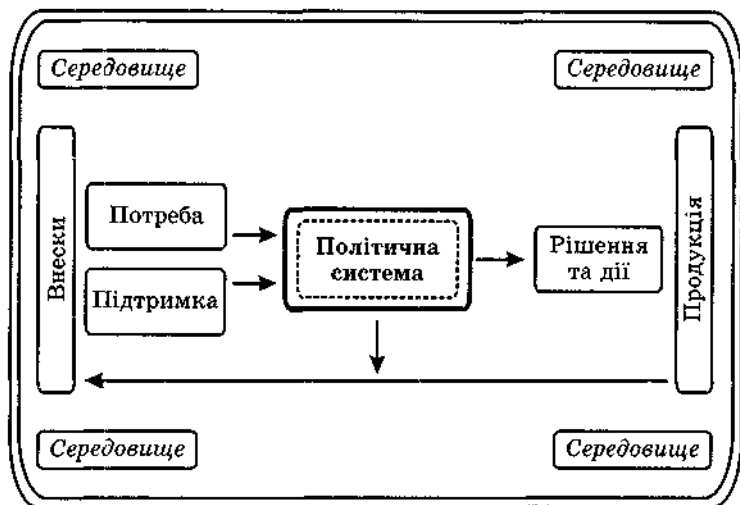 Середовище
Середовище
Внески
Потреба
Підтримка
Політична
система
Рішення
та дії
Продукція
Середовище
Середовище